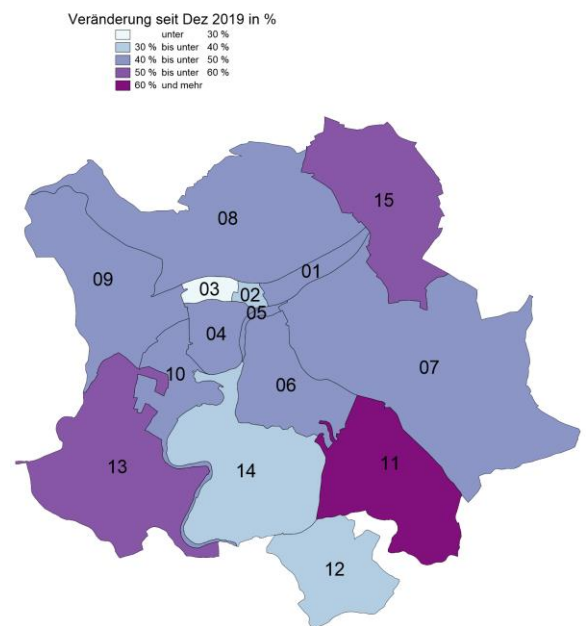 Veränderung seit Dez 2019 in %
unter 30 %
30 % bis unter 40 %
40 % bis unter 50 %
50 % bis unter 60 %
60 % und mehr
08
15
01
09
03
02
05
04
07
10
06
13
14
11
12